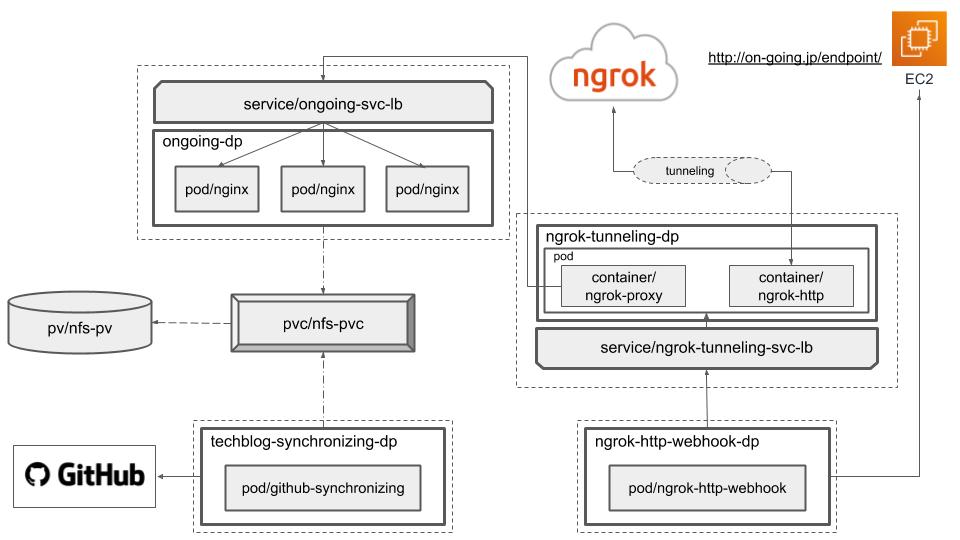 ngrok
http://on-going.jp/endpoint/
EC2
service/ongoing-svc-lb
ongoing-dp
pod/nginx
pod/nginx
pod/nginx
tunneling
ngrok-tunneling-dp
pod
container/
ngrok-proxy
container/
ngrok-http
service/ngrok-tunneling-svc-lb
pv/nfs-pv
pvc/nfs-pvc
techblog-synchronizing-dp
pod/github-synchronizing
GitHub
ngrok-http-webhook-dp
pod/ngrok-http-webhook